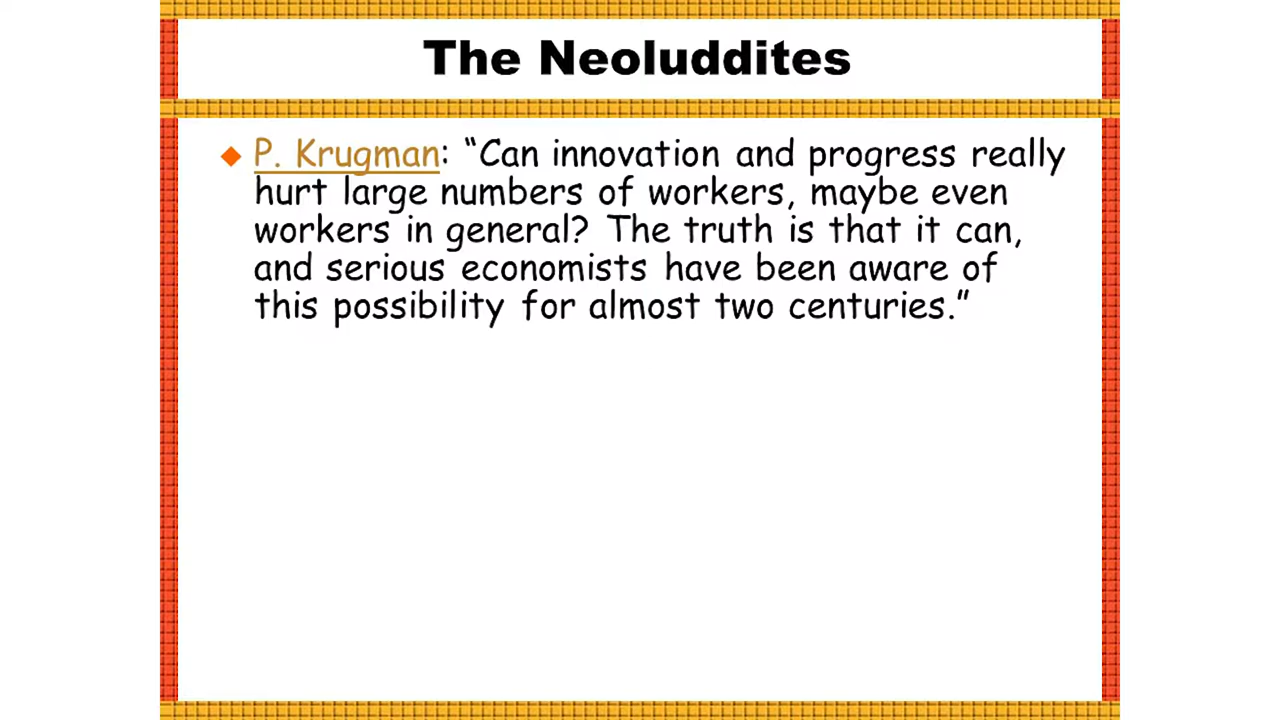 The Neoluddites
P. Krugman: “Can innovation and progress really
hurt large numbers of workers, maybe even
workers in general? The truth is that it can,
and serious economists have been aware of
this possibility for almost two centuries.”